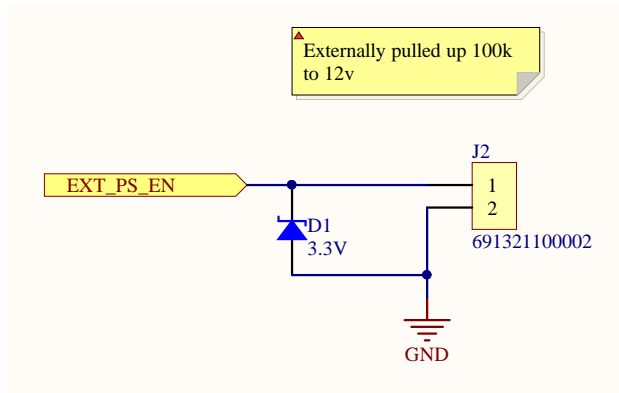 Externally pulled up 100k
to 12v
J2
EXT_PS_EN
1
2
D1
3.3V
691321100002
GND